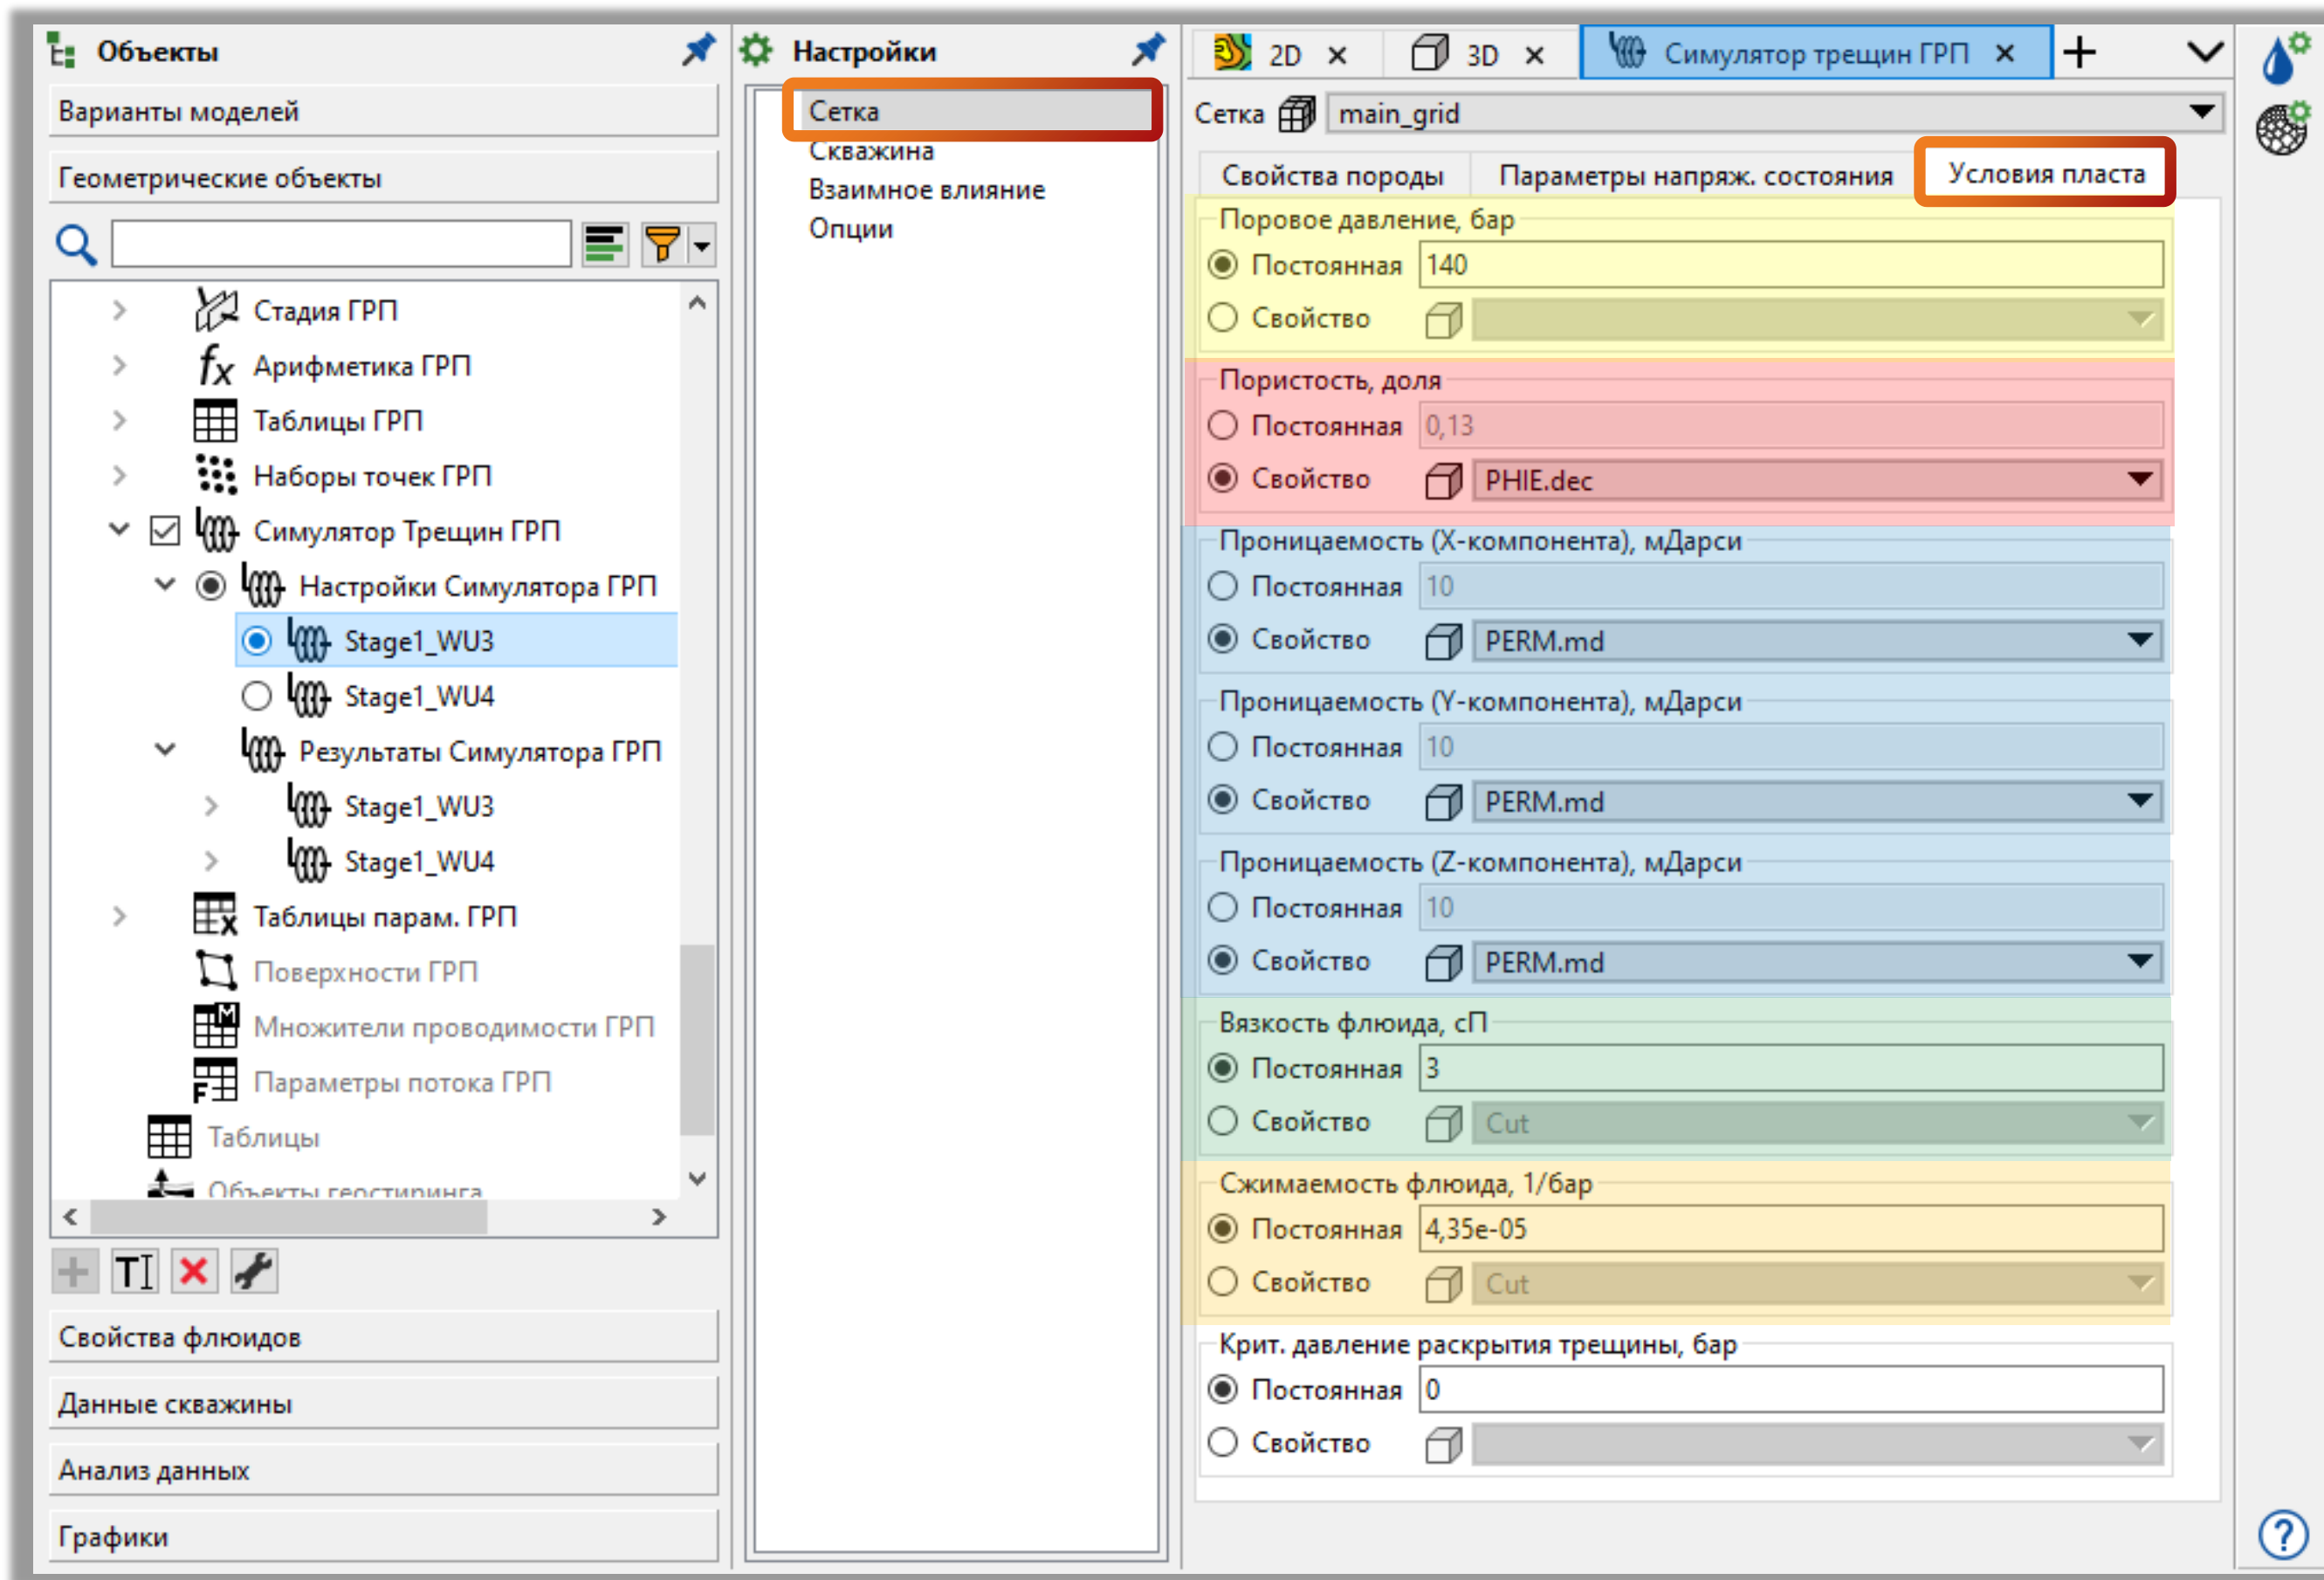 Объекты
Варианты моделей
Геометрические объекты
Стадия ГРП
fx Арифметика ГРП
Таблицы ГРП
Наборы точек ГРП
Симулятор Трещин ГРП
Настройки Симулятора ГРП
Stage1_WU3
Stage1_WU4
Результаты Симулятора ГРП
Stage1_WU3
Stage1_WU4
Таблицы парам. ГРП
Поверхности ГРП
Множители проводимости ГРП
Параметры потока ГРП
Таблицы
Объекты геостиринга
Свойства флюидов
Данные скважины
Анализ данных
Графики
Настройки
Сетка
Скважина
Взаимное влияние
Опции
2D 3D Симулятор трещин ГРП
Сетка main_grid
Свойства породы Параметры напряж. состояния Условия пласта
Поровое давление, бар
Постоянная 140
Свойство
Пористость, доля
Постоянная 0,13
Свойство PHIE.dec
Проницаемость (X-компонента), мДарси
Постоянная 10
Свойство PERM.md
Проницаемость (Y-компонента), мДарси
Постоянная 10
Свойство PERM.md
Проницаемость (Z-компонента), мДарси
Постоянная 10
Свойство PERM.md
Вязкость флюида, сП
Постоянная 3
Свойство Cut
Сжимаемость флюида, 1/бар
Постоянная 4,35e-05
Свойство Cut
Крит. давление раскрытия трещины, бар
Постоянная 0
Свойство